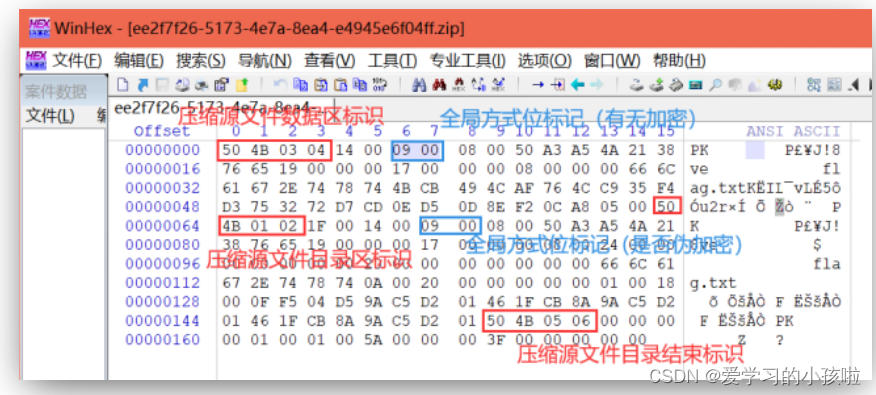 WinHex - [ee2f7f26-5173-4e7a-8ea4-e4945e6f04ff.zip]
文件(F) 编辑(E) 搜索(S) 导航(N) 查看(V) 工具(T) 专业工具(I) 选项(O) 窗口(W) 帮助(H)
案件数据
文件(L)
ee2f7f26-5173-4e7a-8ea4-
压缩源文件数据区标识
全局方式位标记（有无加密）
Offset 0 1 2 3 4 5 6 7 8 9 10 11 12 13 14 15 ANSI ASCII
00000000 50 4B 03 04 14 00 09 00 08 00 50 A3 A5 4A 21 38 PK P£¥J!8
00000016 76 65 19 00 00 00 17 00 00 00 08 00 00 00 66 6C ve fl
00000032 61 67 2E 74 78 74 4B CB 49 4C AF 76 4C C9 35 F4 ag.txtKËIL¯vLÉ5ô
00000048 D3 75 32 72 D7 CD 0E D5 0D 8E F2 0C A8 05 00 50 Óu2r×Í Õ Žò ¨ P
00000064 4B 01 02 1F 00 14 00 09 00 08 00 50 A3 A5 4A 21 K P£¥J!
全局方式位标记（是否伪加密）
00000080 38 76 65 19 00 00 00 17 00 00 00 08 00 24 00 00 8ve $
压缩源文件目录区标识
00000096 00 00 00 00 00 20 00 00 00 00 00 00 00 66 6C 61 fla
00000112 67 2E 74 78 74 0A 00 20 00 00 00 00 00 01 00 18 g.txt
00000128 00 0F F5 04 D5 9A C5 D2 01 46 1F CB 8A 9A C5 D2 õ ÕšÅÒ F ËŠšÅÒ
00000144 01 46 1F CB 8A 9A C5 D2 01 50 4B 05 06 00 00 00 F ËŠšÅÒ PK
00000160 00 01 00 01 00 5A 00 00 00 3F 00 00 00 00 00 Z ?
压缩源文件目录结束标识
CSDN @爱学习的小孩啦